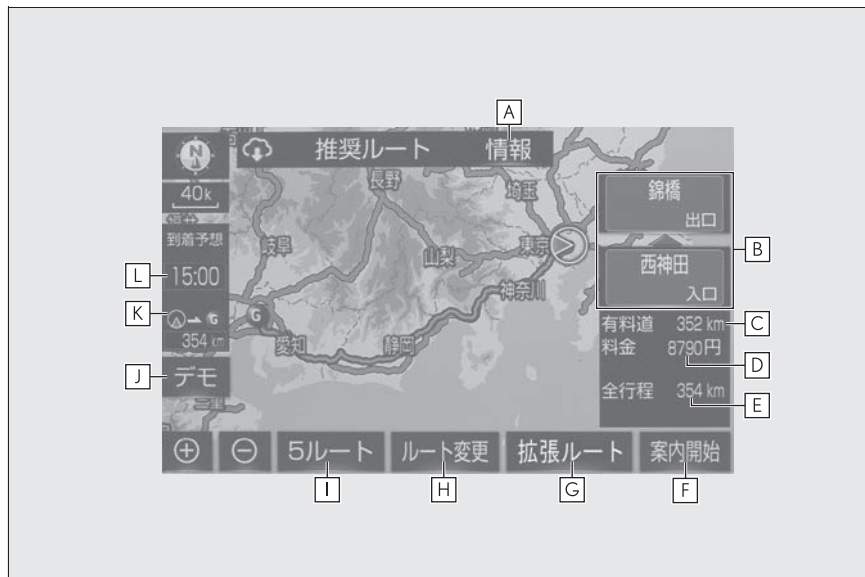 A
N
推奨ルート 情報
40k
長野
埼玉
錦橋
出口
B
福井
到着予想
岐阜
山梨
東京
西神田
入口
L
15:00
神奈川
K
G
G
354 km
愛知
静岡
有料道 352 km
C
料金 8790円
D
J
デモ
全行程 354 km
E
三重
5ルート
ルート変更
拡張ルート
案内開始
I
H
G
F